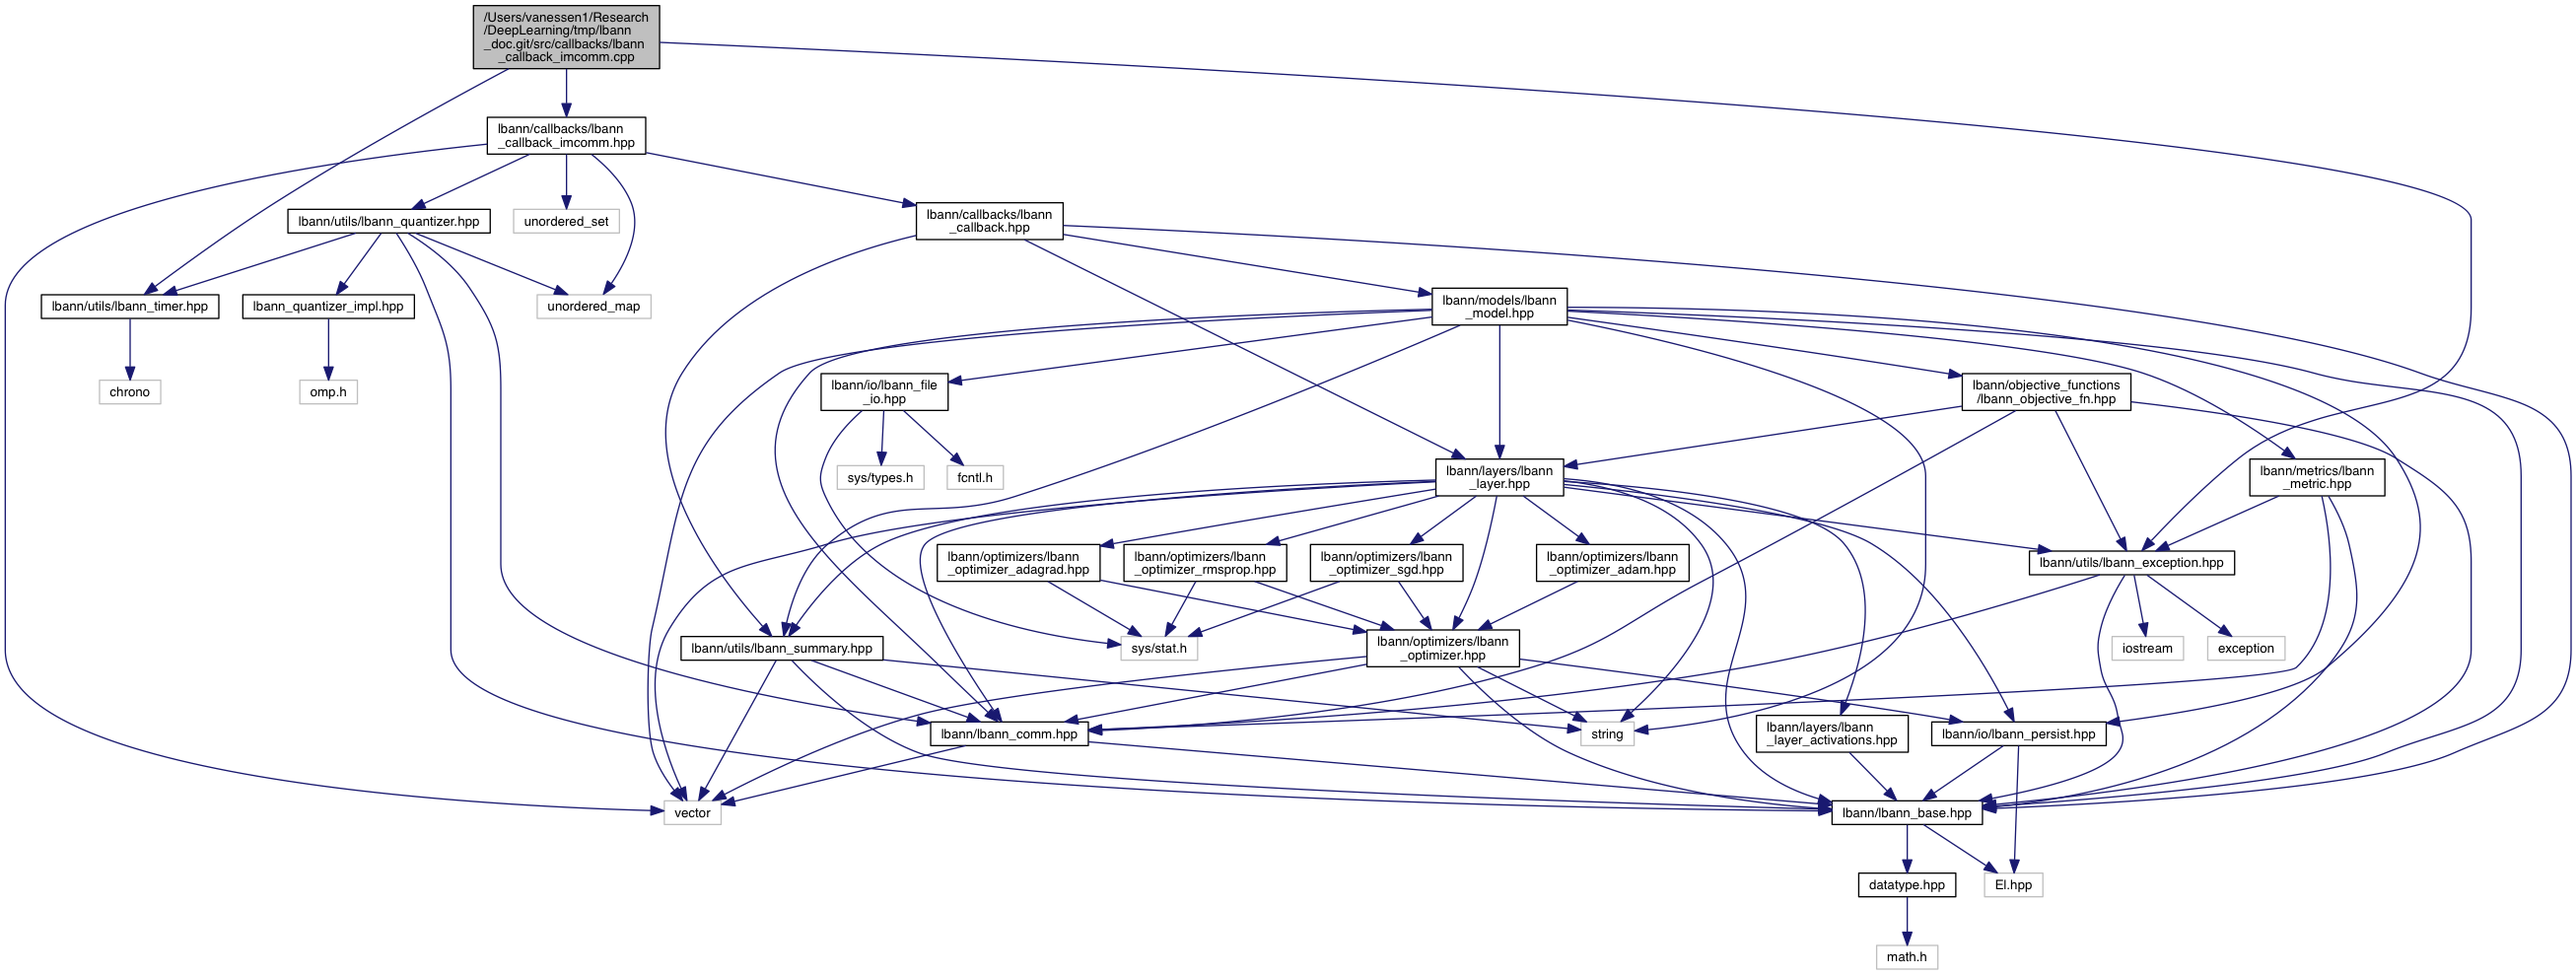 /Users/vanessen1/Research
/DeepLearning/tmp/lbann
_doc.git/src/callbacks/lbann
_callback_imcomm.cpp
lbann/callbacks/lbann
_callback_imcomm.hpp
lbann/utils/lbann_quantizer.hpp
unordered_set
lbann/callbacks/lbann
_callback.hpp
lbann/utils/lbann_timer.hpp
lbann_quantizer_impl.hpp
unordered_map
lbann/models/lbann
_model.hpp
chrono
omp.h
lbann/io/lbann_file
_io.hpp
lbann/objective_functions
/lbann_objective_fn.hpp
sys/types.h
fcntl.h
lbann/layers/lbann
_layer.hpp
lbann/metrics/lbann
_metric.hpp
lbann/optimizers/lbann
_optimizer_adagrad.hpp
lbann/optimizers/lbann
_optimizer_rmsprop.hpp
lbann/optimizers/lbann
_optimizer_sgd.hpp
lbann/optimizers/lbann
_optimizer_adam.hpp
lbann/utils/lbann_exception.hpp
lbann/utils/lbann_summary.hpp
sys/stat.h
lbann/optimizers/lbann
_optimizer.hpp
iostream
exception
lbann/lbann_comm.hpp
string
lbann/layers/lbann
_layer_activations.hpp
lbann/io/lbann_persist.hpp
vector
lbann/lbann_base.hpp
datatype.hpp
El.hpp
math.h